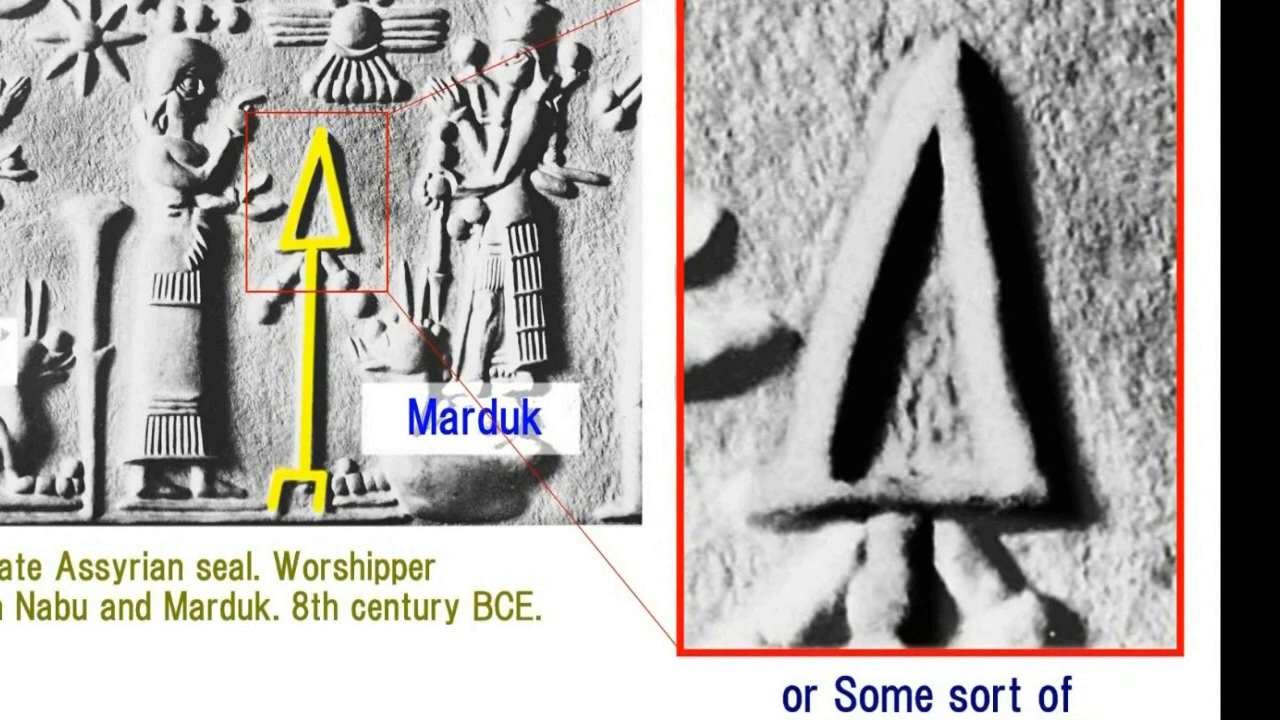 Marduk
ate Assyrian seal. Worshipper
Nabu and Marduk. 8th century BCE.
or Some sort of